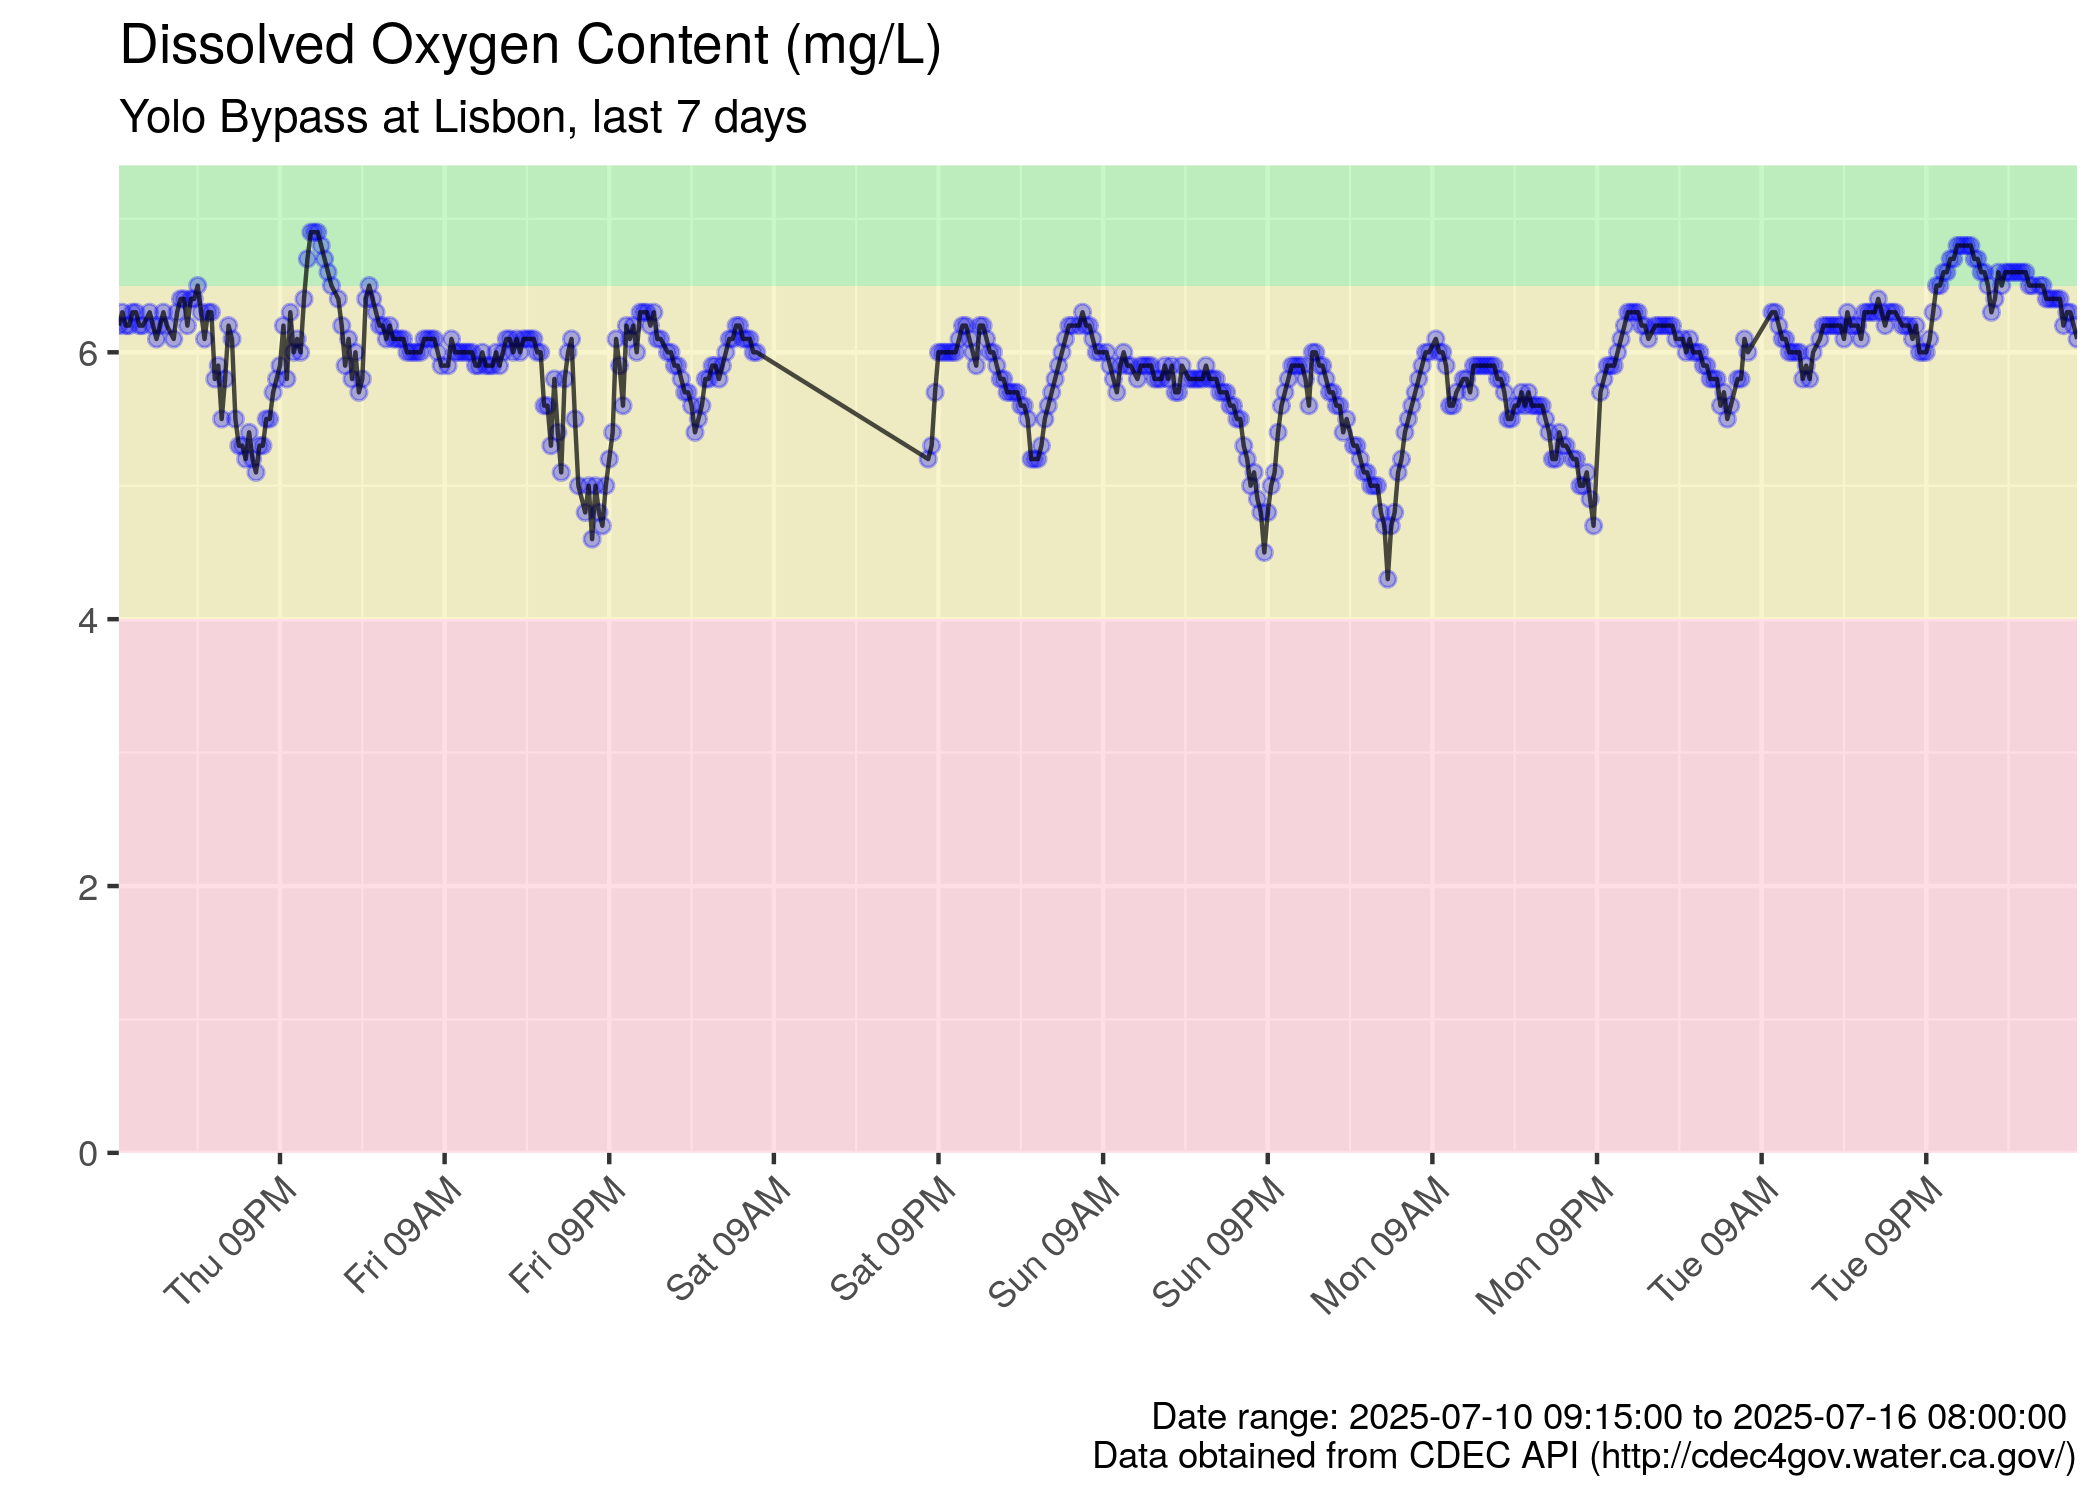 Dissolved Oxygen Content (mg/L)
Yolo Bypass at Lisbon, last 7 days
6
4
2
0
Thu 09PM
Fri 09AM
Fri 09PM
Sat 09AM
Sat 09PM
Sun 09AM
Sun 09PM
Mon 09AM
Mon 09PM
Tue 09AM
Tue 09PM
Date range: 2025-07-10 09:15:00 to 2025-07-16 08:00:00
Data obtained from CDEC API (http://cdec4gov.water.ca.gov/)